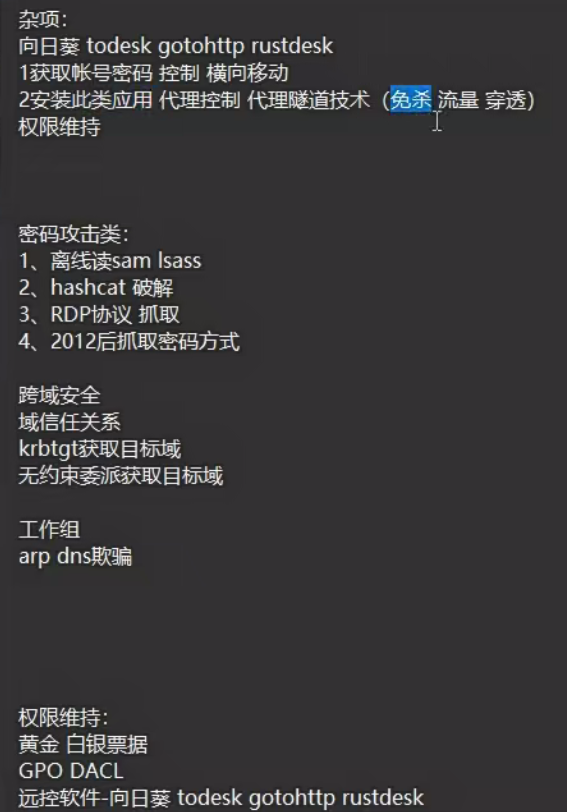 杂项：
向日葵 todesk gotohttp rustdesk
1获取帐号密码 控制 横向移动
2安装此类应用 代理控制 代理隧道技术（免杀 流量 穿透）
权限维持
密码攻击类：
1、离线读sam lsass
2、hashcat 破解
3、RDP协议 抓取
4、2012后抓取密码方式
跨域安全
域信任关系
krbtgt获取目标域
无约束委派获取目标域
工作组
arp dns欺骗
权限维持：
黄金 白银票据
GPO DACL
远控软件-向日葵 todesk gotohttp rustdesk